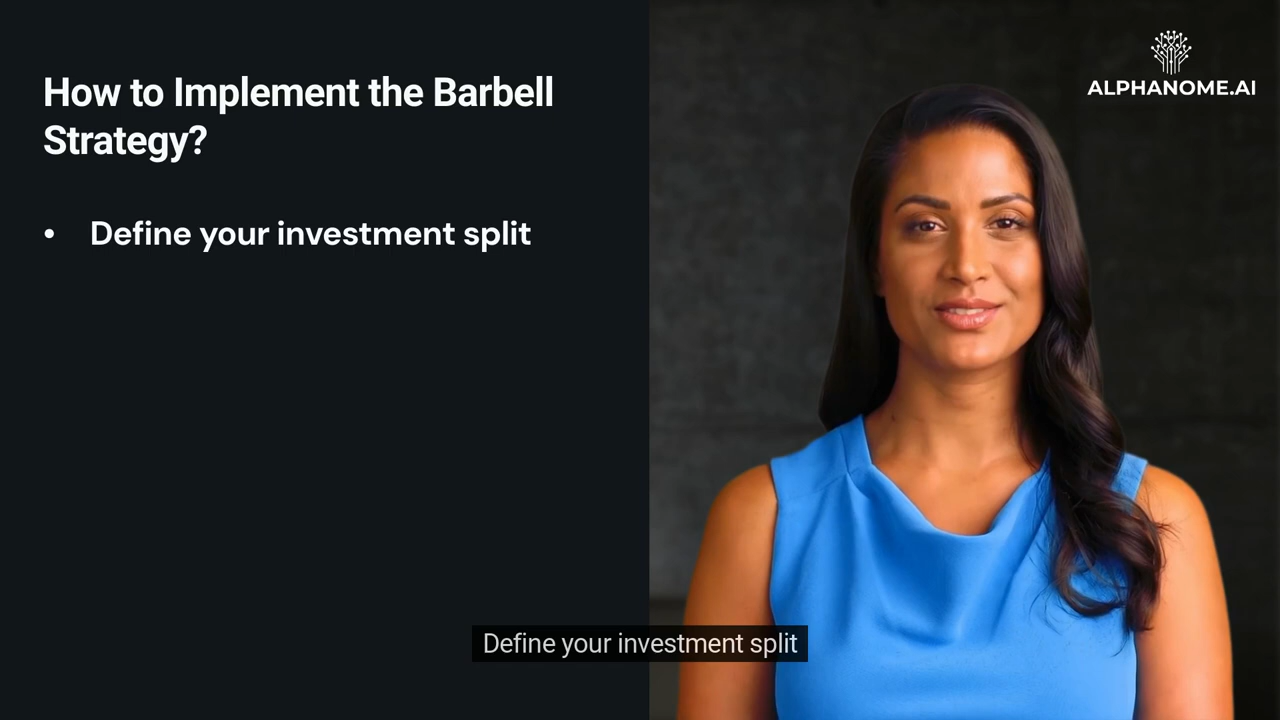 How to Implement the Barbell
Strategy?
• Define your investment split
ALPHANOME.AI
Define your investment split